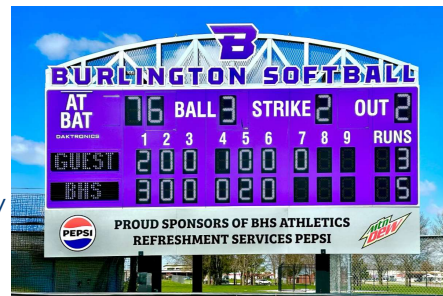 B
BURLINGTON SOFTBALL
AT BAT 76 BALL 3 STRIKE 2 OUT 2
DAKTRONICS
1 2 3 4 5 6 7 8 9 RUNS
GUEST 2 0 0 1 0 0 0 3
BHS 3 0 0 0 2 0 5
pepsi
PROUD SPONSORS OF BHS ATHLETICS
REFRESHMENT SERVICES PEPSI
mtn DEW
y